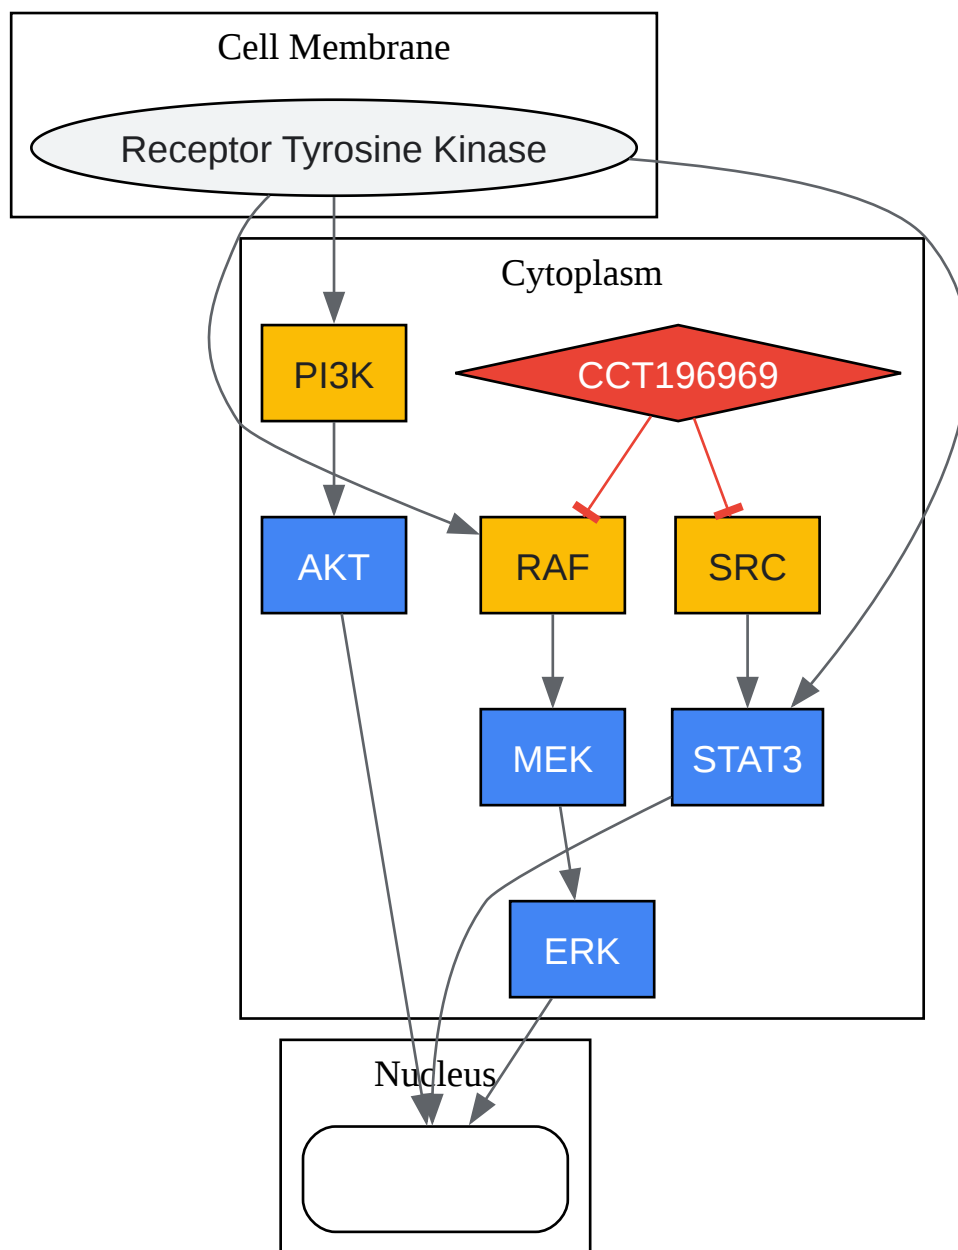 Cell Membrane
Receptor Tyrosine Kinase
Cytoplasm
PI3K
CCT196969
AKT
RAF
SRC
MEK
STAT3
ERK
Nucleus